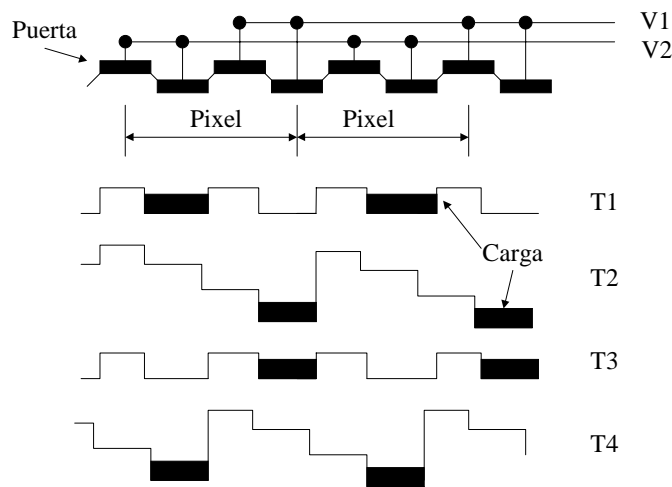 V1
Puerta
V2
Pixel
Pixel
T1
Carga
T2
T3
T4